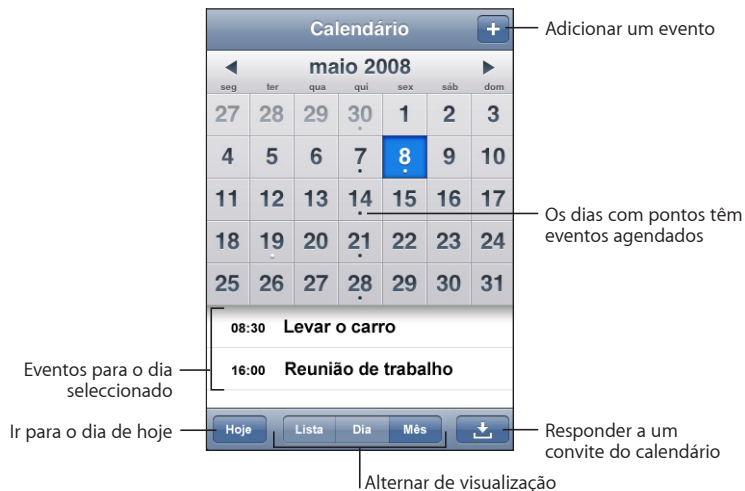 Calendário
+
Adicionar um evento
maio 2008
seg ter qua qui sex sáb dom
27 28 29 30 1 2 3
4 5 6 7 8 9 10
11 12 13 14 15 16 17
Os dias com pontos têm
eventos agendados
18 19 20 21 22 23 24
25 26 27 28 29 30 31
08:30 Levar o carro
16:00 Reunião de trabalho
Eventos para o dia
seleccionado
Ir para o dia de hoje
Hoje Lista Dia Mês
Responder a um
convite do calendário
Alternar de visualização